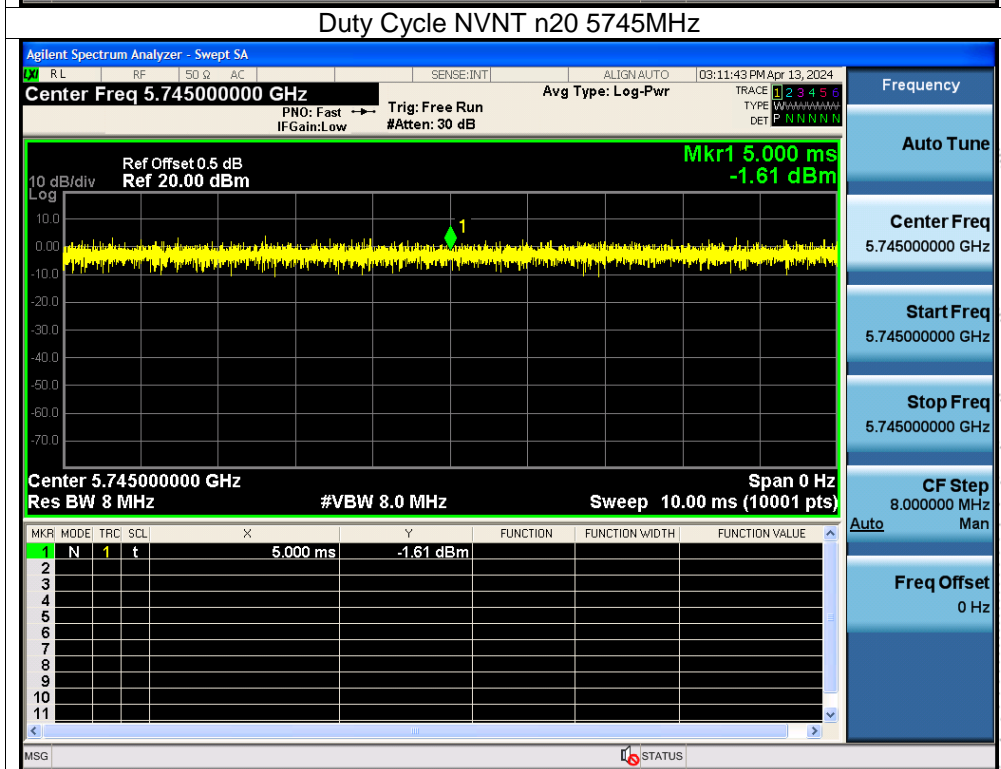 Duty Cycle NVNT n20 5745MHz
Agilent Spectrum Analyzer - Swept SA
LXI RL RF 50 Ω AC SENSE:INT ALIGNAUTO 03:11:43 PM Apr 13, 2024
Center Freq 5.745000000 GHz Avg Type: Log-Pwr TRACE 1 2 3 4 5 6
PNO: Fast Trig: Free Run TYPE WWWWWW
IFGain:Low #Atten: 30 dB DET P N N N N N
Frequency
Auto Tune
Center Freq
5.745000000 GHz
Start Freq
5.745000000 GHz
Stop Freq
5.745000000 GHz
CF Step
8.000000 MHz
Auto Man
Freq Offset
0 Hz
Mkr1 5.000 ms
-1.61 dBm
Ref Offset 0.5 dB
10 dB/div Ref 20.00 dBm
Log
10.0
1
0.00
-10.0
-20.0
-30.0
-40.0
-50.0
-60.0
-70.0
Center 5.745000000 GHz Span 0 Hz
Res BW 8 MHz #VBW 8.0 MHz Sweep 10.00 ms (10001 pts)
MKR MODE TRC SCL X Y FUNCTION FUNCTION WIDTH FUNCTION VALUE
1 N 1 t 5.000 ms -1.61 dBm
2
3
4
5
6
7
8
9
10
11
MSG STATUS